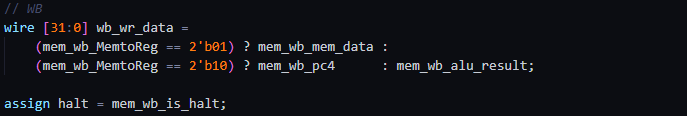 // WB
wire [31:0] wb_wr_data =
    (mem_wb_MemtoReg == 2'b01) ? mem_wb_mem_data :
    (mem_wb_MemtoReg == 2'b10) ? mem_wb_pc4      : mem_wb_alu_result;

assign halt = mem_wb_is_halt;